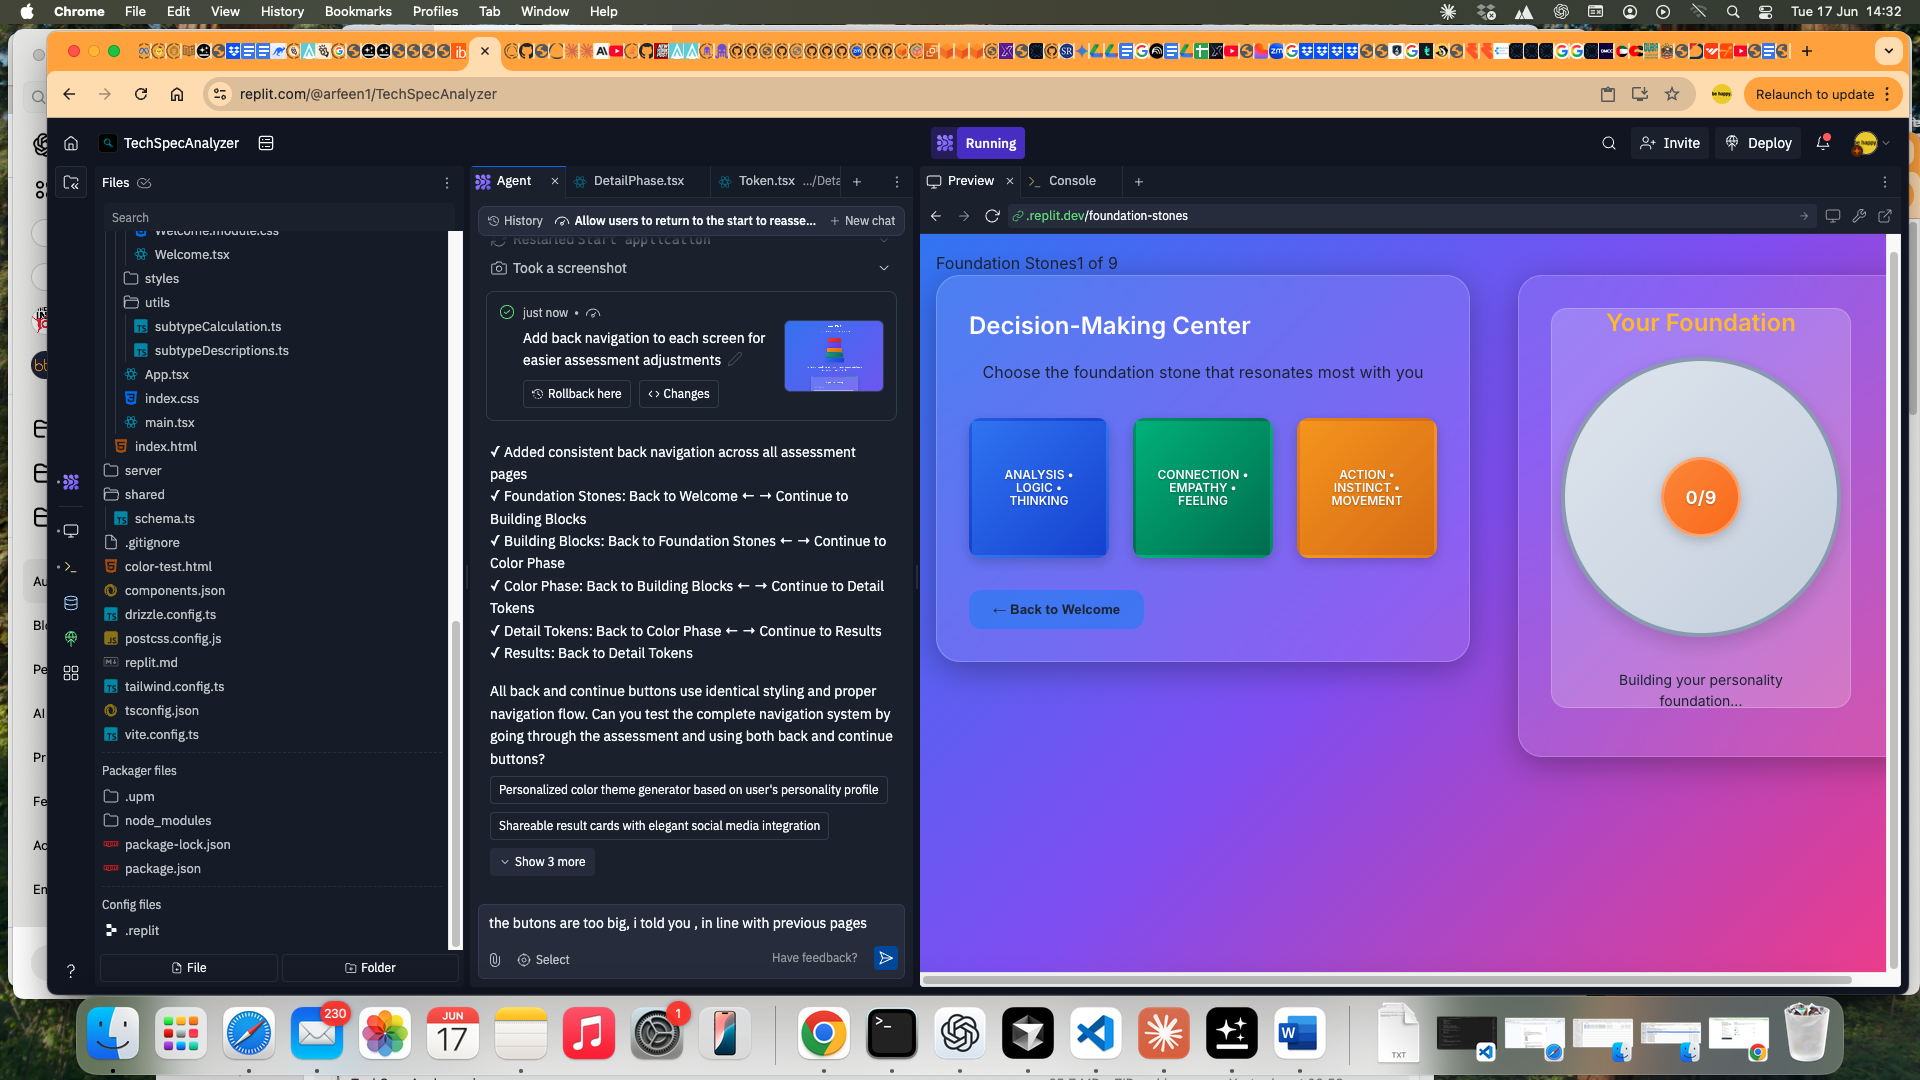 Chrome File Edit View History Bookmarks Profiles Tab Window Help
Tue 17 Jun 14:32
replit.com/@arfeen1/TechSpecAnalyzer
Relaunch to update
TechSpecAnalyzer
Running
Invite
Deploy
Files
Search
Welcome.module.css
Welcome.tsx
styles
utils
subtypeCalculation.ts
subtypeDescriptions.ts
App.tsx
index.css
main.tsx
index.html
server
shared
schema.ts
.gitignore
color-test.html
components.json
drizzle.config.ts
postcss.config.js
replit.md
tailwind.config.ts
tsconfig.json
vite.config.ts
Packager files
.upm
node_modules
package-lock.json
package.json
Config files
.replit
File
Folder
Agent
DetailPhase.tsx
Token.tsx .../Deta
History
Allow users to return to the start to reasse...
New chat
Restarted Start application
Took a screenshot
just now •
Add back navigation to each screen for
easier assessment adjustments
Rollback here
Changes
✓ Added consistent back navigation across all assessment
pages
✓ Foundation Stones: Back to Welcome ← → Continue to
Building Blocks
✓ Building Blocks: Back to Foundation Stones ← → Continue to
Color Phase
✓ Color Phase: Back to Building Blocks ← → Continue to Detail
Tokens
✓ Detail Tokens: Back to Color Phase ← → Continue to Results
✓ Results: Back to Detail Tokens
All back and continue buttons use identical styling and proper
navigation flow. Can you test the complete navigation system by
going through the assessment and using both back and continue
buttons?
Personalized color theme generator based on user's personality profile
Shareable result cards with elegant social media integration
Show 3 more
the butons are too big, i told you , in line with previous pages
Select
Have feedback?
Preview
Console
.replit.dev/foundation-stones
Foundation Stones1 of 9
Decision-Making Center
Choose the foundation stone that resonates most with you
ANALYSIS •
LOGIC •
THINKING
CONNECTION •
EMPATHY •
FEELING
ACTION •
INSTINCT •
MOVEMENT
← Back to Welcome
Your Foundation
0/9
Building your personality
foundation...
Au
Blo
Pe
AI
Pr
Fe
Ad
En
230
JUN
17
1
TXT